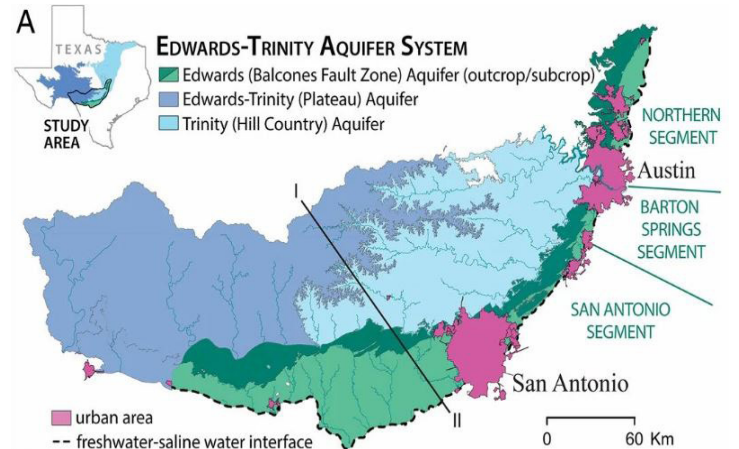 A
TEXAS
STUDY
AREA
EDWARDS-TRINITY AQUIFER SYSTEM
Edwards (Balcones Fault Zone) Aquifer (outcrop/subcrop)
Edwards-Trinity (Plateau) Aquifer
Trinity (Hill Country) Aquifer
NORTHERN
SEGMENT
Austin
BARTON
SPRINGS
SEGMENT
SAN ANTONIO
SEGMENT
I
San Antonio
II
urban area
freshwater-saline water interface
0 60 Km